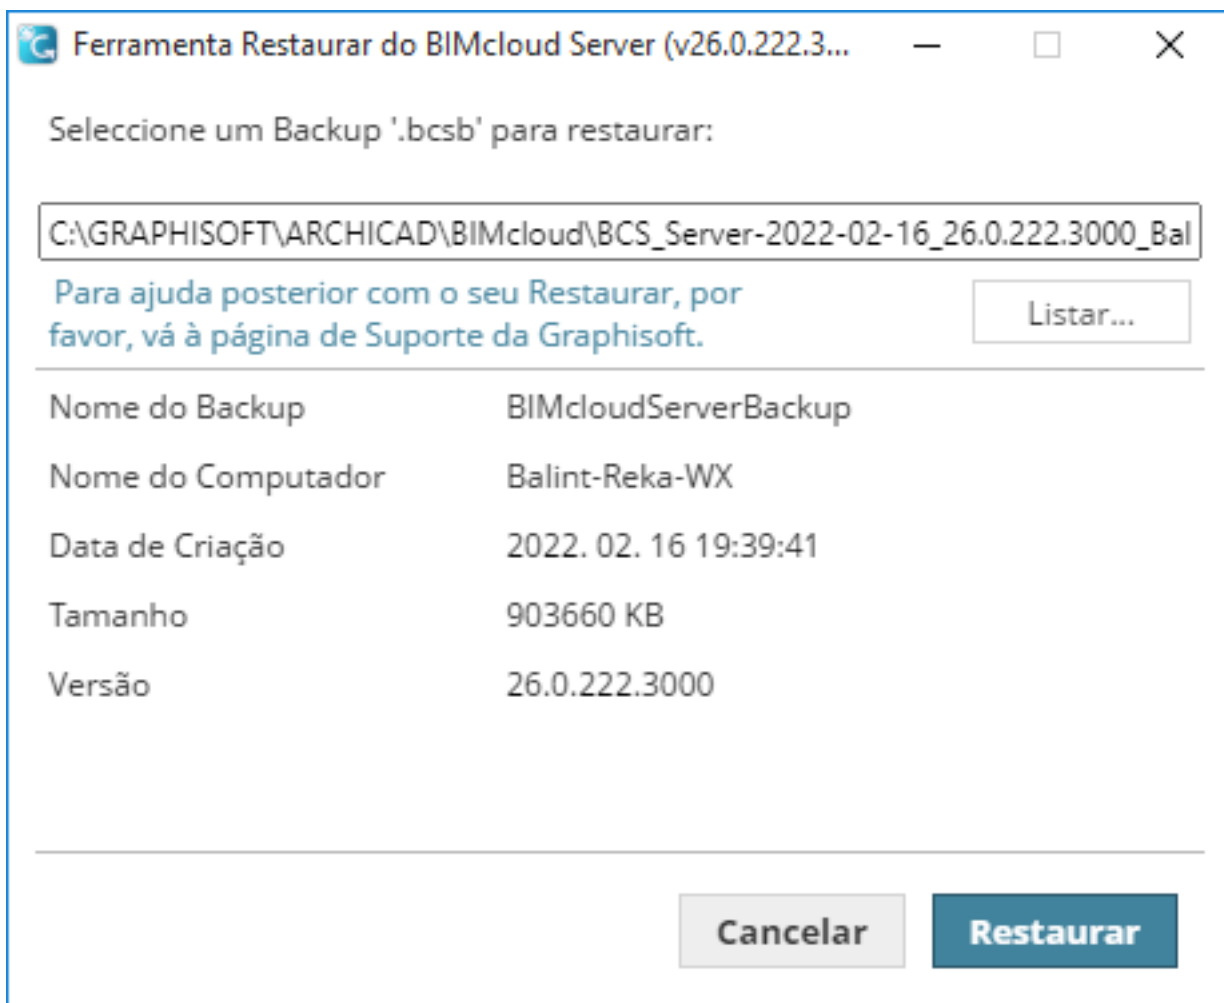 Ferramenta Restaurar do BIMcloud Server (v26.0.222.3...
Seleccione um Backup '.bcsb' para restaurar:
C:\GRAPHISOFT\ARCHICAD\BIMcloud\BCS_Server-2022-02-16_26.0.222.3000_Bal
Para ajuda posterior com o seu Restaurar, por
favor, vá à página de Suporte da Graphisoft.
Listar...
Nome do Backup BIMcloudServerBackup
Nome do Computador Balint-Reka-WX
Data de Criação 2022. 02. 16 19:39:41
Tamanho 903660 KB
Versão 26.0.222.3000
Cancelar Restaurar